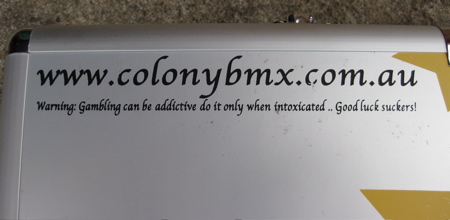 www.colonybmx.com.au
Warning: Gambling can be addictive do it only when intoxicated .. Good luck suckers!